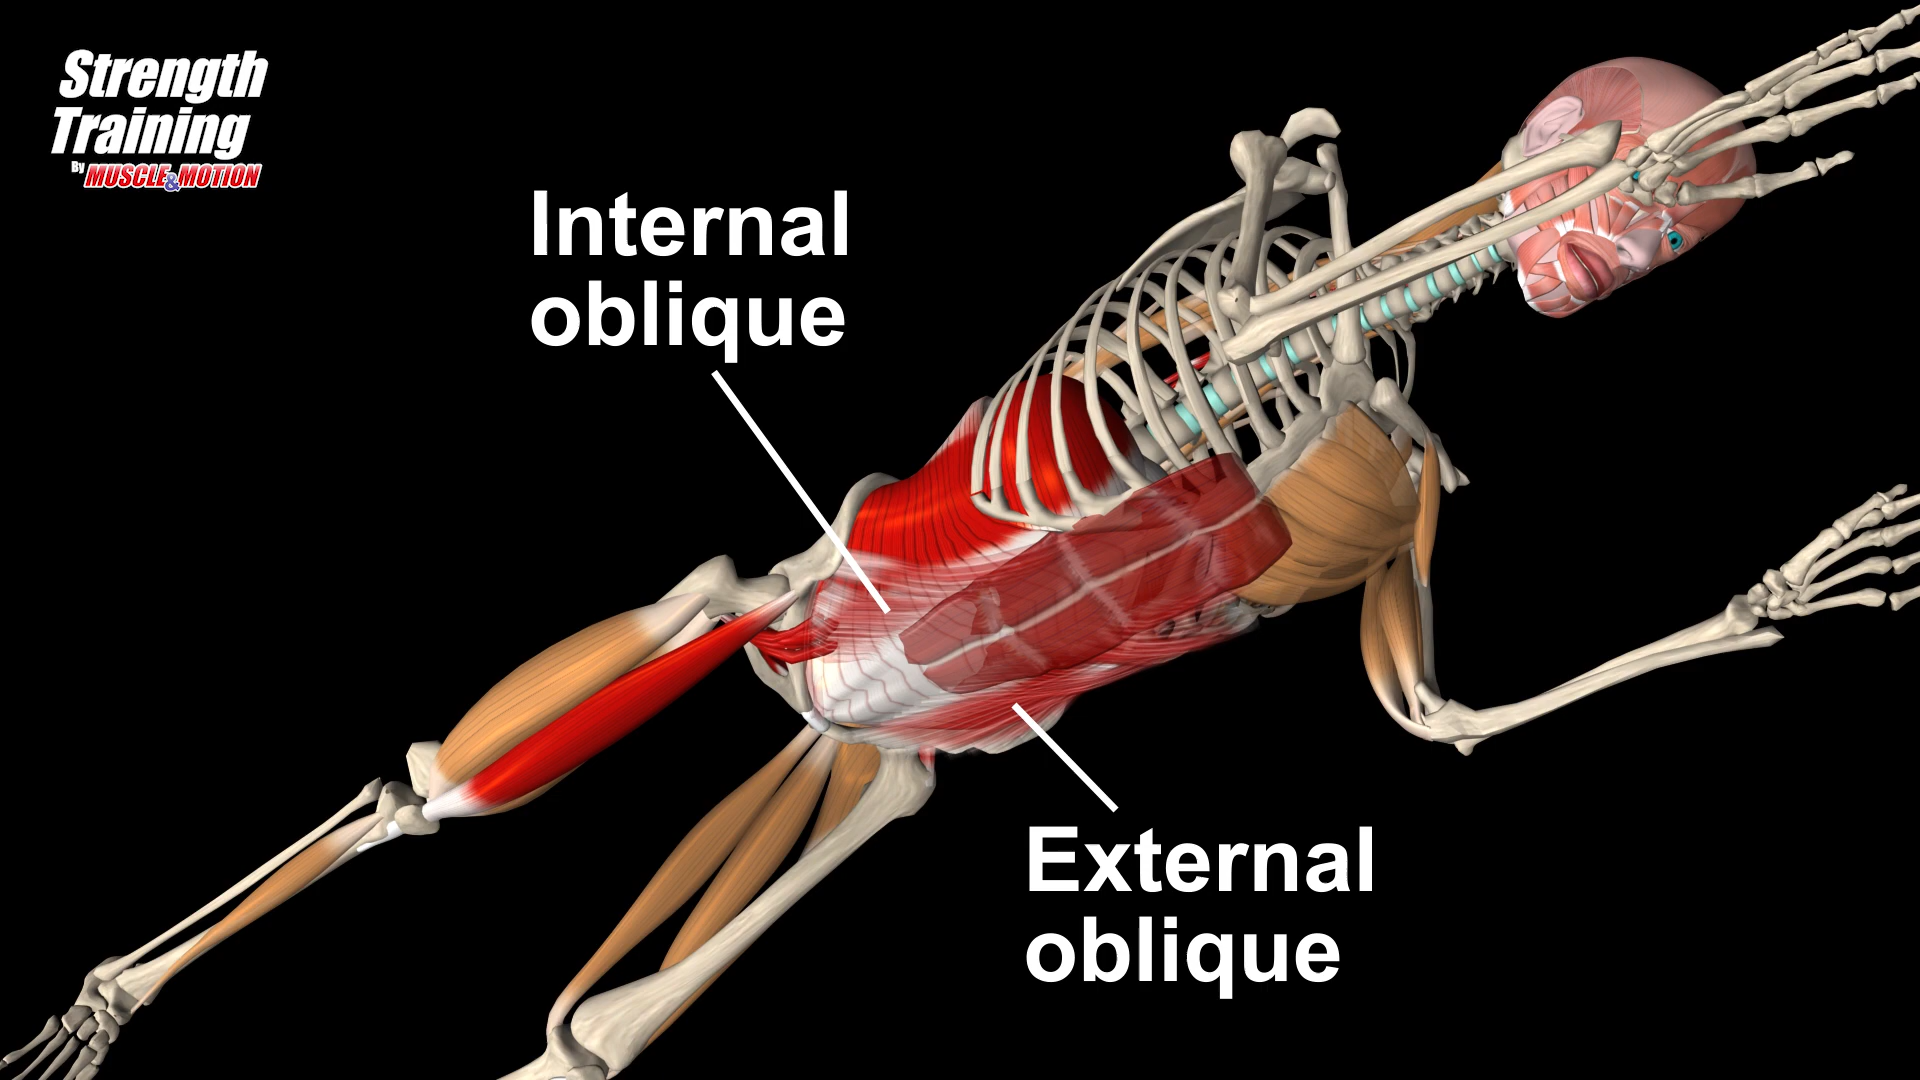 Strength
Training
By MUSCLE&MOTION
Internal
oblique
External
oblique